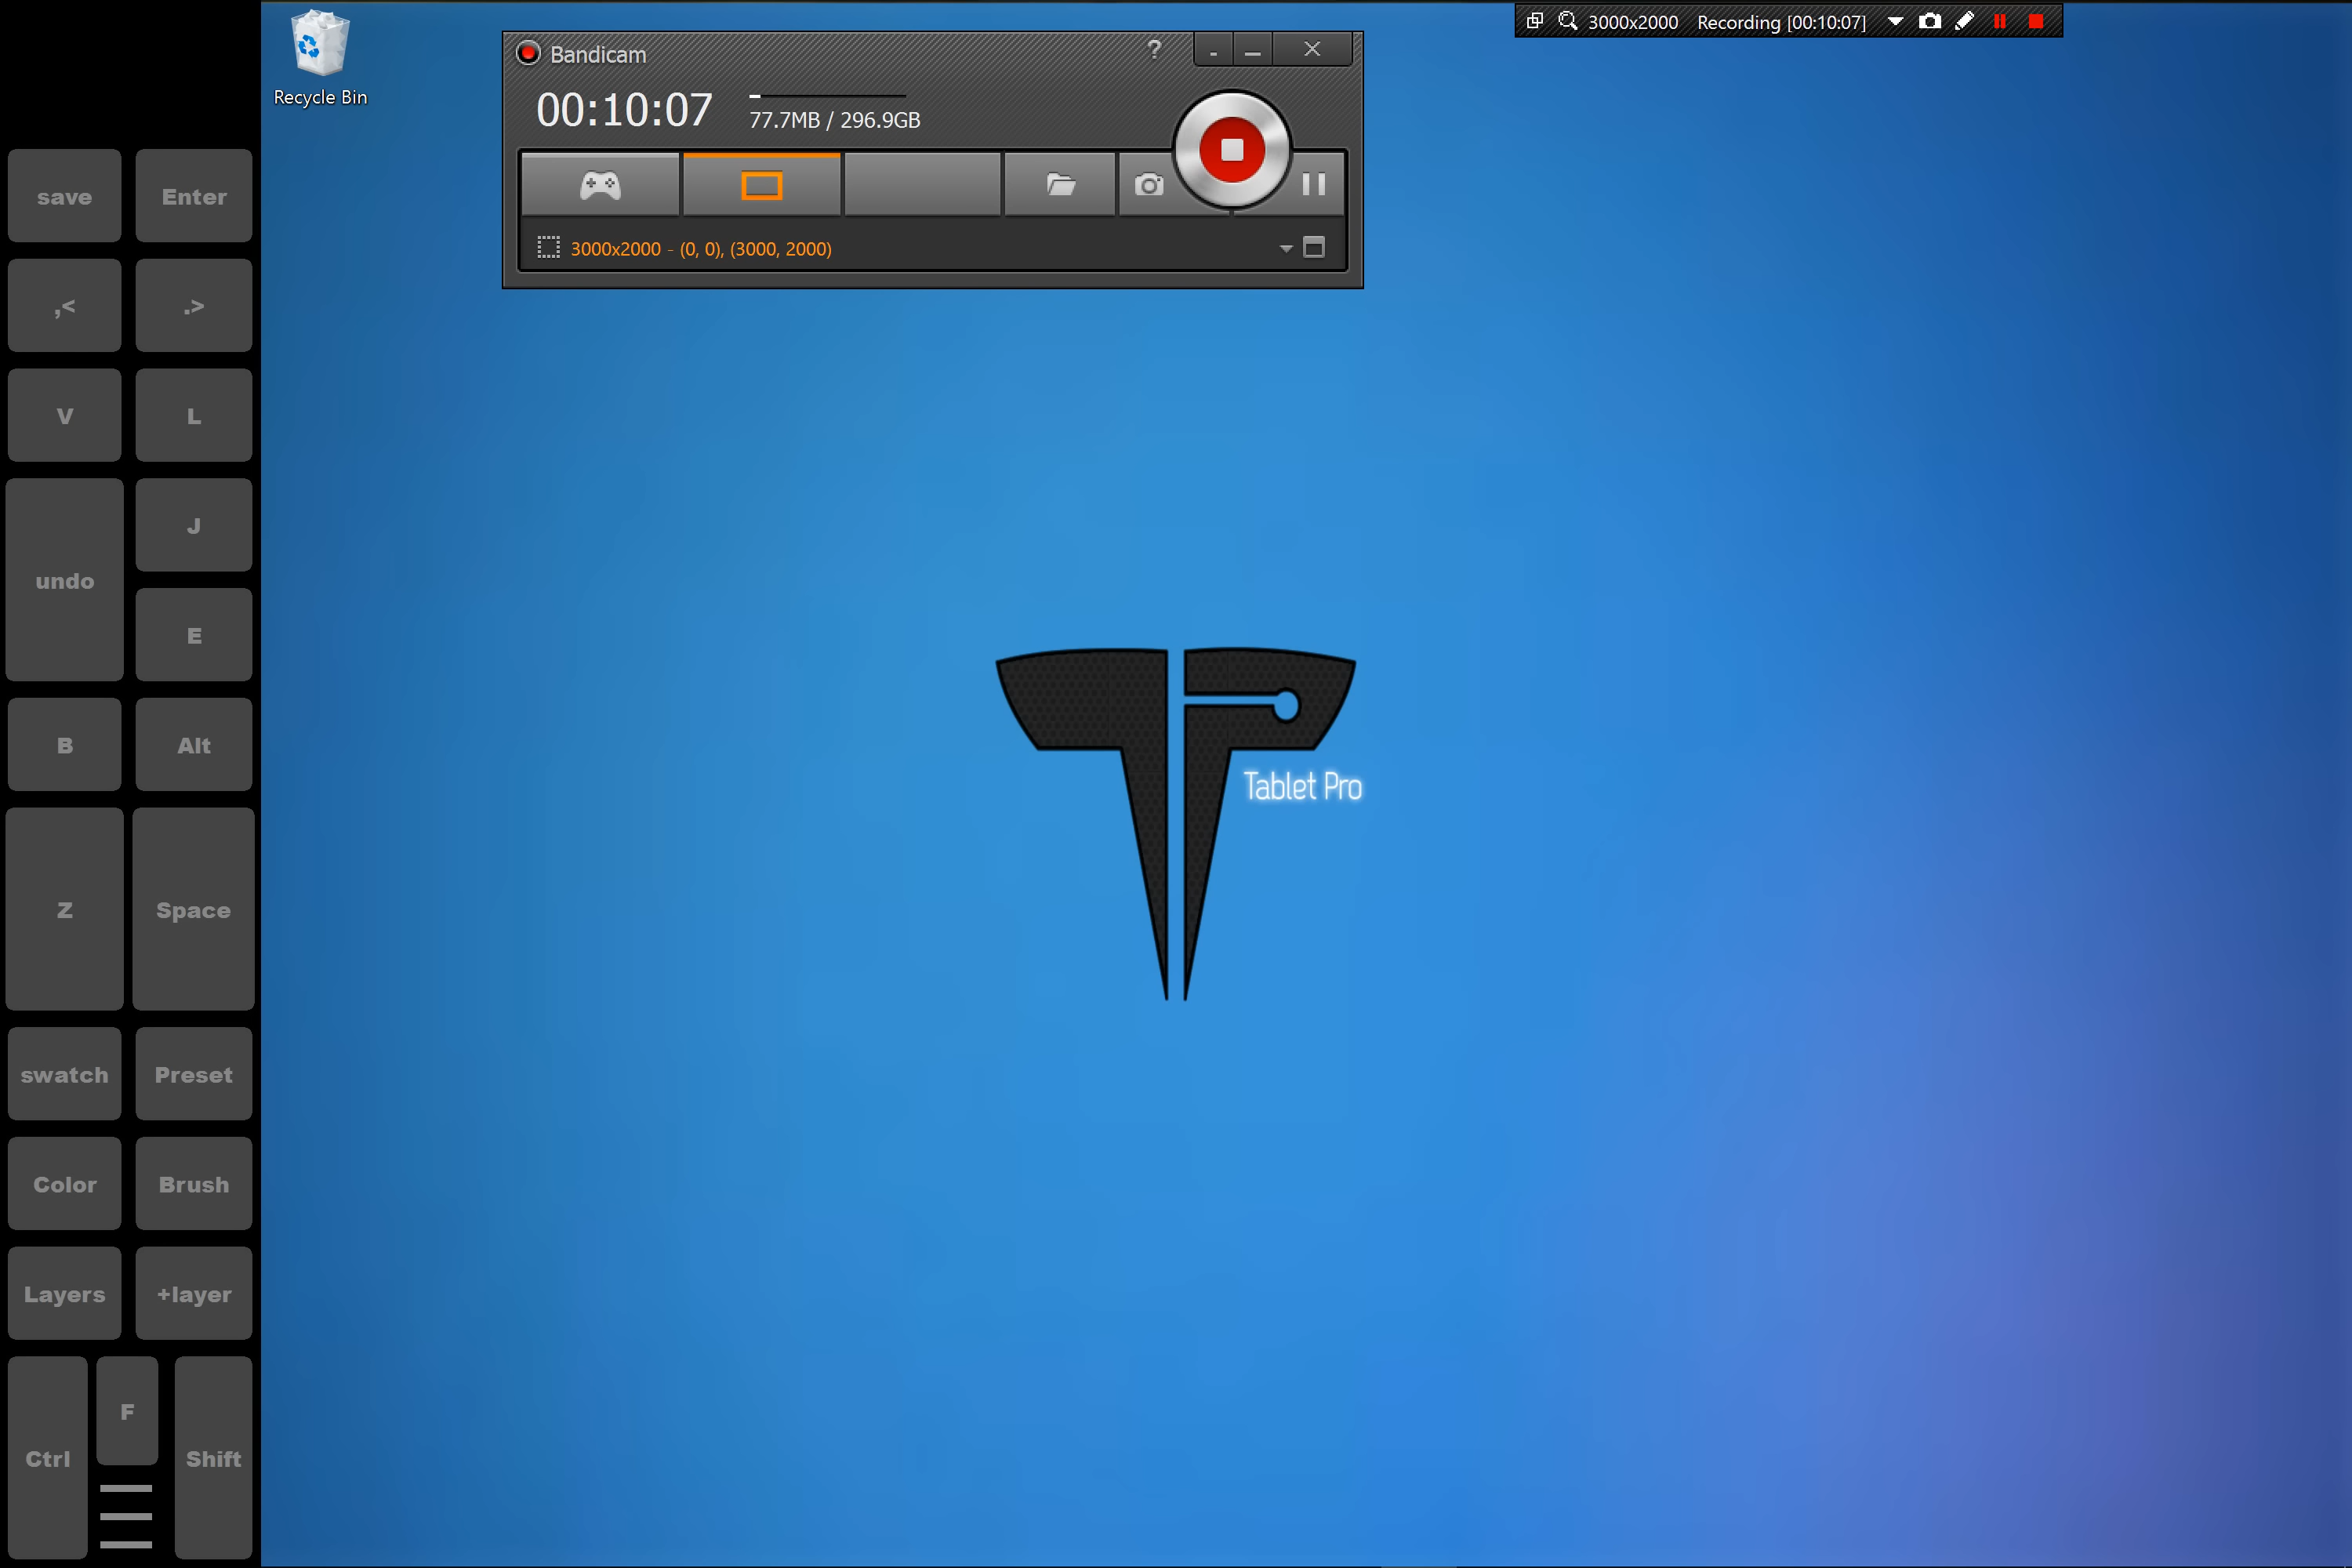 Recycle Bin
Bandicam
?
00:10:07
77.7MB / 296.9GB
3000x2000 - (0, 0), (3000, 2000)
3000x2000 Recording [00:10:07]
save Enter
,< .>
V L
J
undo
E
B Alt
Z Space
swatch Preset
Color Brush
Layers +layer
F
Ctrl Shift
Tablet Pro